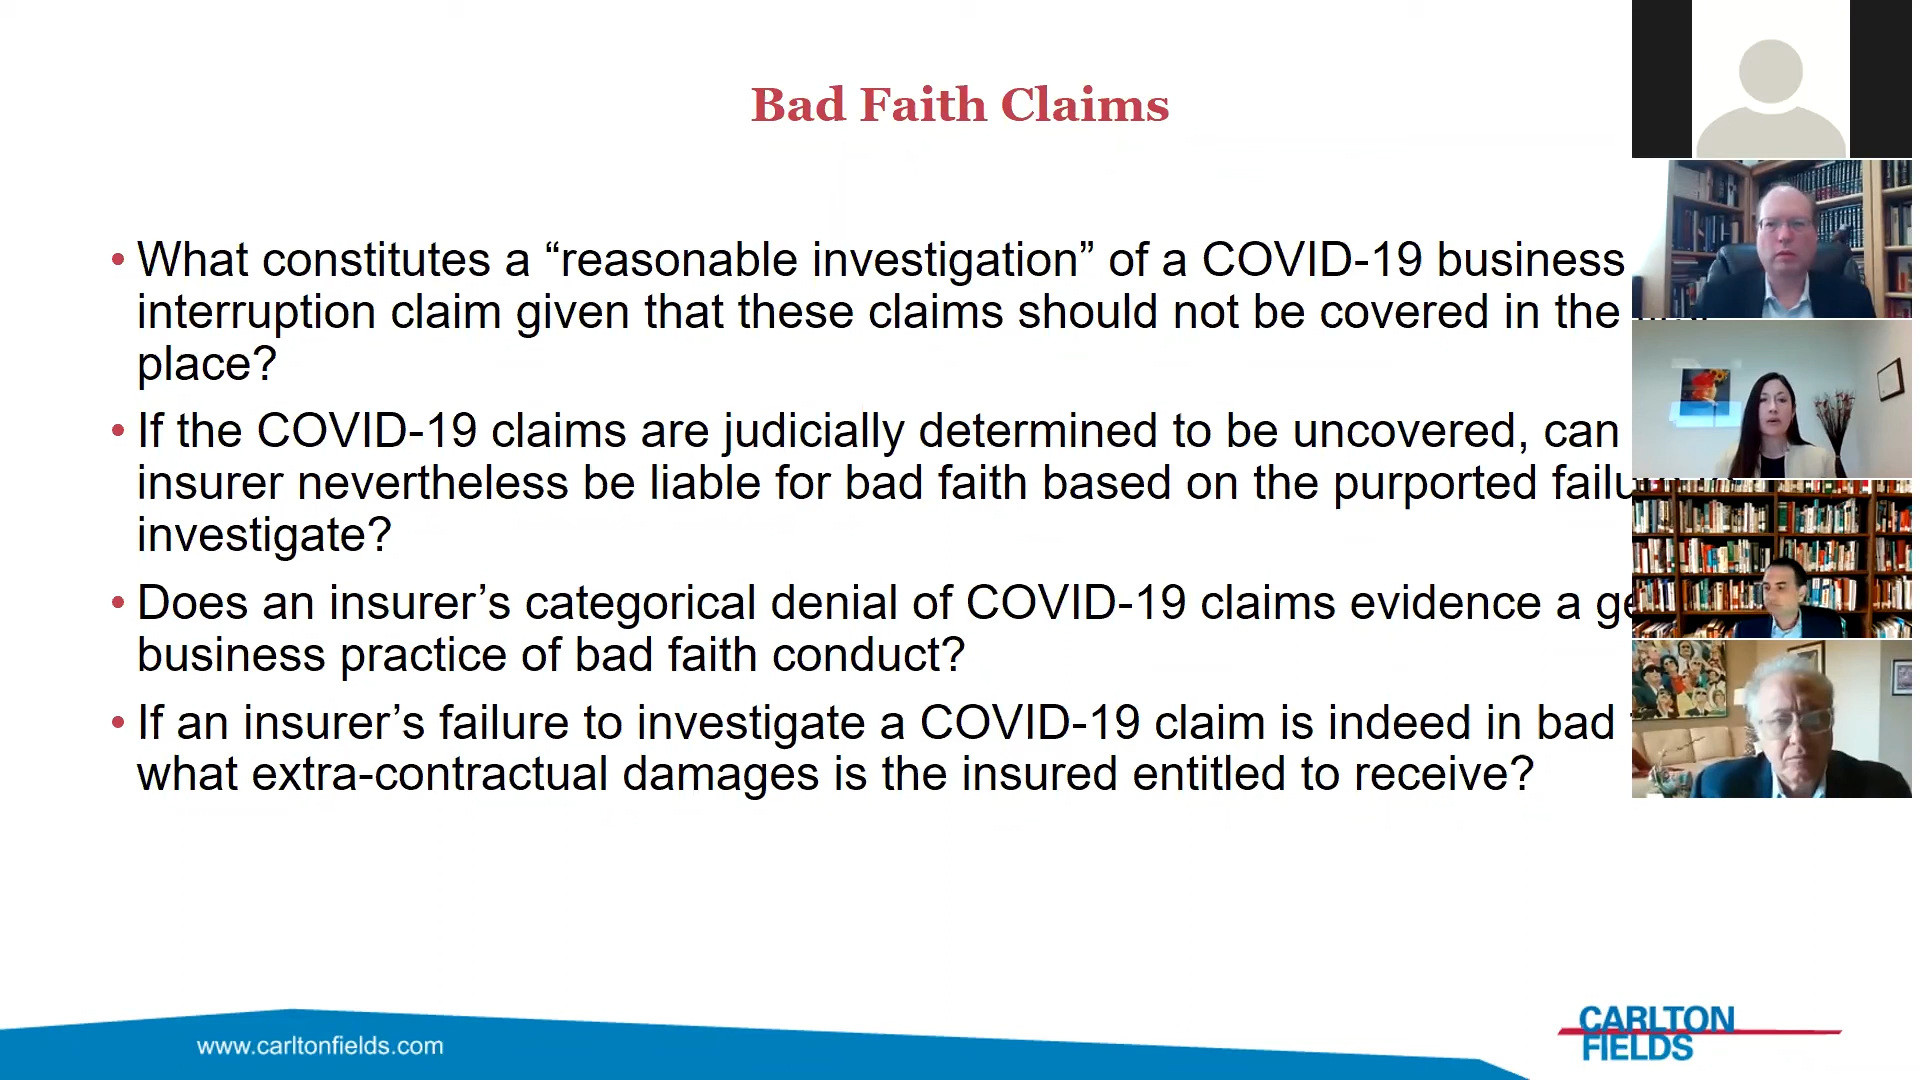 Bad Faith Claims
• What constitutes a “reasonable investigation” of a COVID-19 business
interruption claim given that these claims should not be covered in the
place?
• If the COVID-19 claims are judicially determined to be uncovered, can
insurer nevertheless be liable for bad faith based on the purported
investigate?
• Does an insurer’s categorical denial of COVID-19 claims evidence a
business practice of bad faith conduct?
• If an insurer’s failure to investigate a COVID-19 claim is indeed in bad
what extra-contractual damages is the insured entitled to receive?
www.carltonfields.com
CARLTON
FIELDS